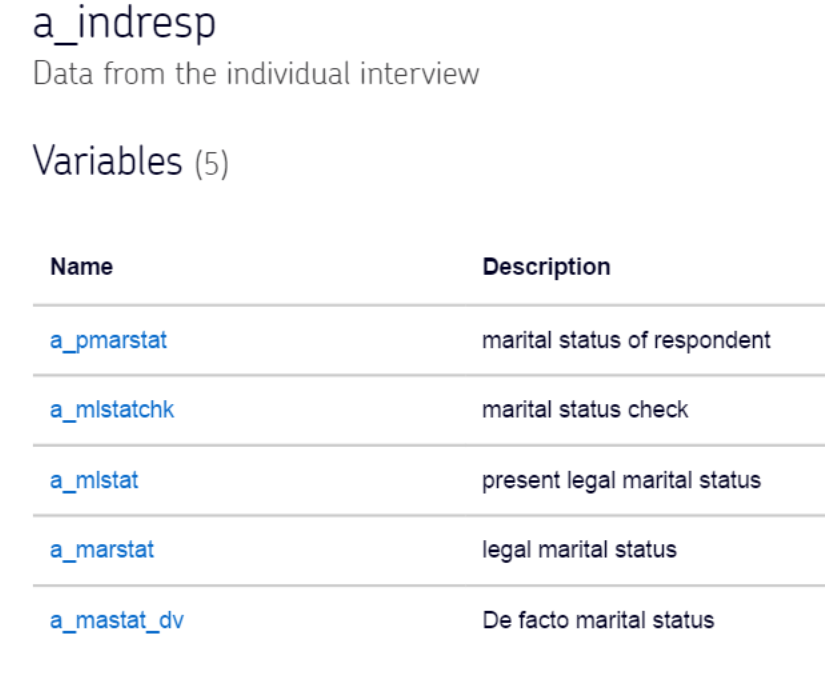 a_indresp
Data from the individual interview
Variables (5)
Name Description
a_pmarstat marital status of respondent
a_mlstatchk marital status check
a_mlstat present legal marital status
a_marstat legal marital status
a_mastat_dv De facto marital status